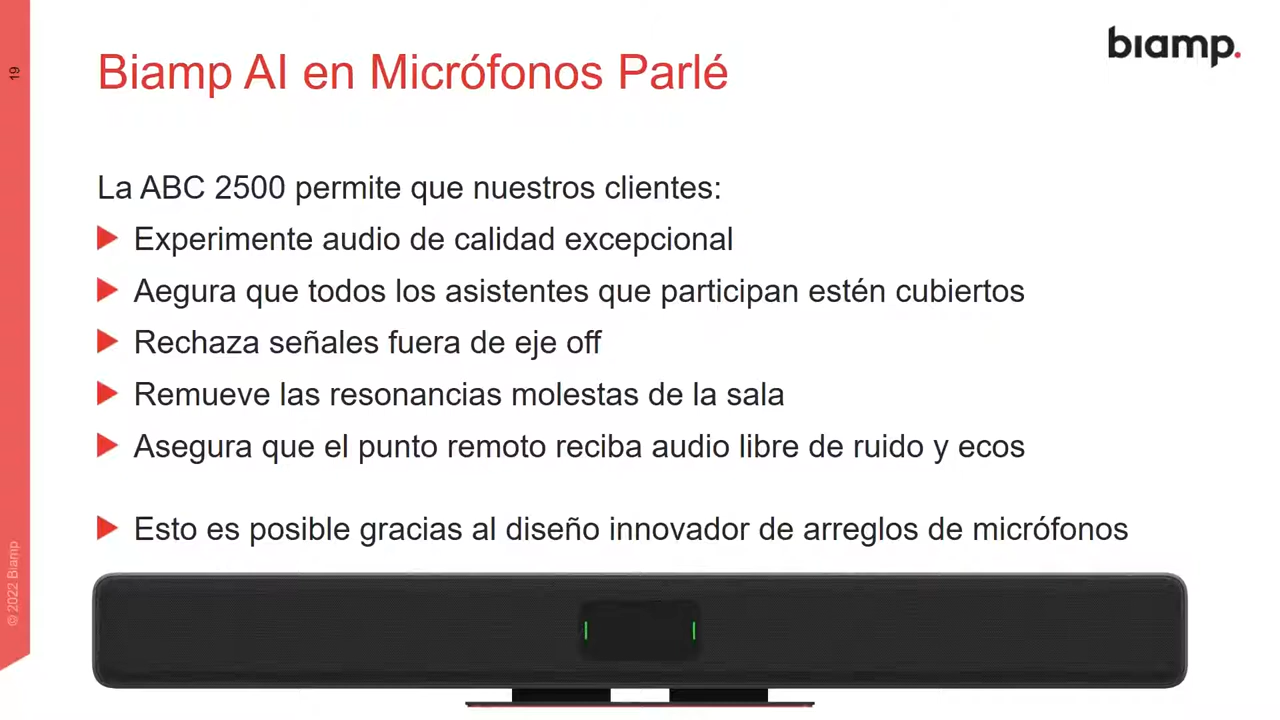 19
biamp.
Biamp AI en Micrófonos Parlé
La ABC 2500 permite que nuestros clientes:
Experimente audio de calidad excepcional
Aegura que todos los asistentes que participan estén cubiertos
Rechaza señales fuera de eje off
Remueve las resonancias molestas de la sala
Asegura que el punto remoto reciba audio libre de ruido y ecos
Esto es posible gracias al diseño innovador de arreglos de micrófonos
© 2022 Biamp